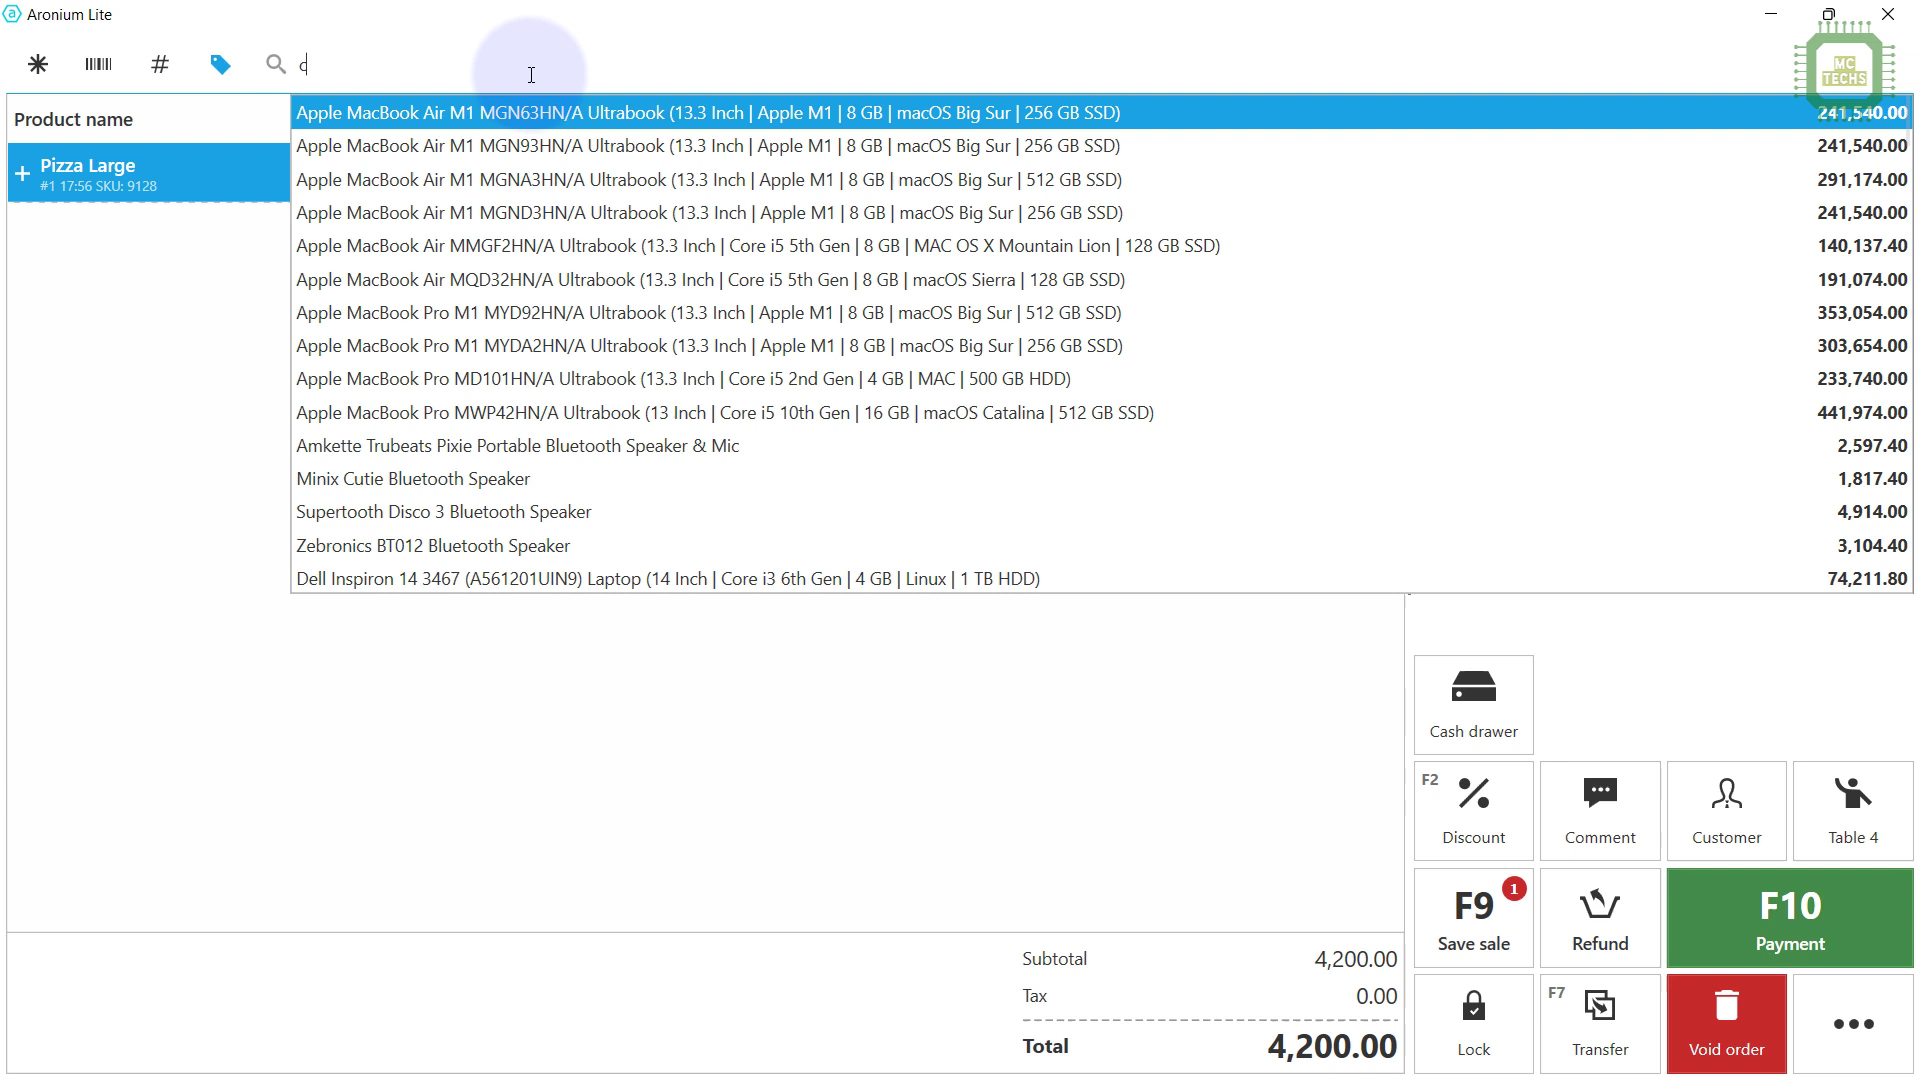 Aronium Lite
MC
TECHS
#
c
Product name
Pizza Large
#1 17:56 SKU: 9128
Apple MacBook Air M1 MGN63HN/A Ultrabook (13.3 Inch | Apple M1 | 8 GB | macOS Big Sur | 256 GB SSD) 241,540.00
Apple MacBook Air M1 MGN93HN/A Ultrabook (13.3 Inch | Apple M1 | 8 GB | macOS Big Sur | 256 GB SSD) 241,540.00
Apple MacBook Air M1 MGNA3HN/A Ultrabook (13.3 Inch | Apple M1 | 8 GB | macOS Big Sur | 512 GB SSD) 291,174.00
Apple MacBook Air M1 MGND3HN/A Ultrabook (13.3 Inch | Apple M1 | 8 GB | macOS Big Sur | 256 GB SSD) 241,540.00
Apple MacBook Air MMGF2HN/A Ultrabook (13.3 Inch | Core i5 5th Gen | 8 GB | MAC OS X Mountain Lion | 128 GB SSD) 140,137.40
Apple MacBook Air MQD32HN/A Ultrabook (13.3 Inch | Core i5 5th Gen | 8 GB | macOS Sierra | 128 GB SSD) 191,074.00
Apple MacBook Pro M1 MYD92HN/A Ultrabook (13.3 Inch | Apple M1 | 8 GB | macOS Big Sur | 512 GB SSD) 353,054.00
Apple MacBook Pro M1 MYDA2HN/A Ultrabook (13.3 Inch | Apple M1 | 8 GB | macOS Big Sur | 256 GB SSD) 303,654.00
Apple MacBook Pro MD101HN/A Ultrabook (13.3 Inch | Core i5 2nd Gen | 4 GB | MAC | 500 GB HDD) 233,740.00
Apple MacBook Pro MWP42HN/A Ultrabook (13 Inch | Core i5 10th Gen | 16 GB | macOS Catalina | 512 GB SSD) 441,974.00
Amkette Trubeats Pixie Portable Bluetooth Speaker & Mic 2,597.40
Minix Cutie Bluetooth Speaker 1,817.40
Supertooth Disco 3 Bluetooth Speaker 4,914.00
Zebronics BT012 Bluetooth Speaker 3,104.40
Dell Inspiron 14 3467 (A561201UIN9) Laptop (14 Inch | Core i3 6th Gen | 4 GB | Linux | 1 TB HDD) 74,211.80
Cash drawer
F2 Discount
Comment
Customer
Table 4
F9 1
Save sale
Refund
F10
Payment
Subtotal 4,200.00
Tax 0.00
Total 4,200.00
Lock
F7 Transfer
Void order